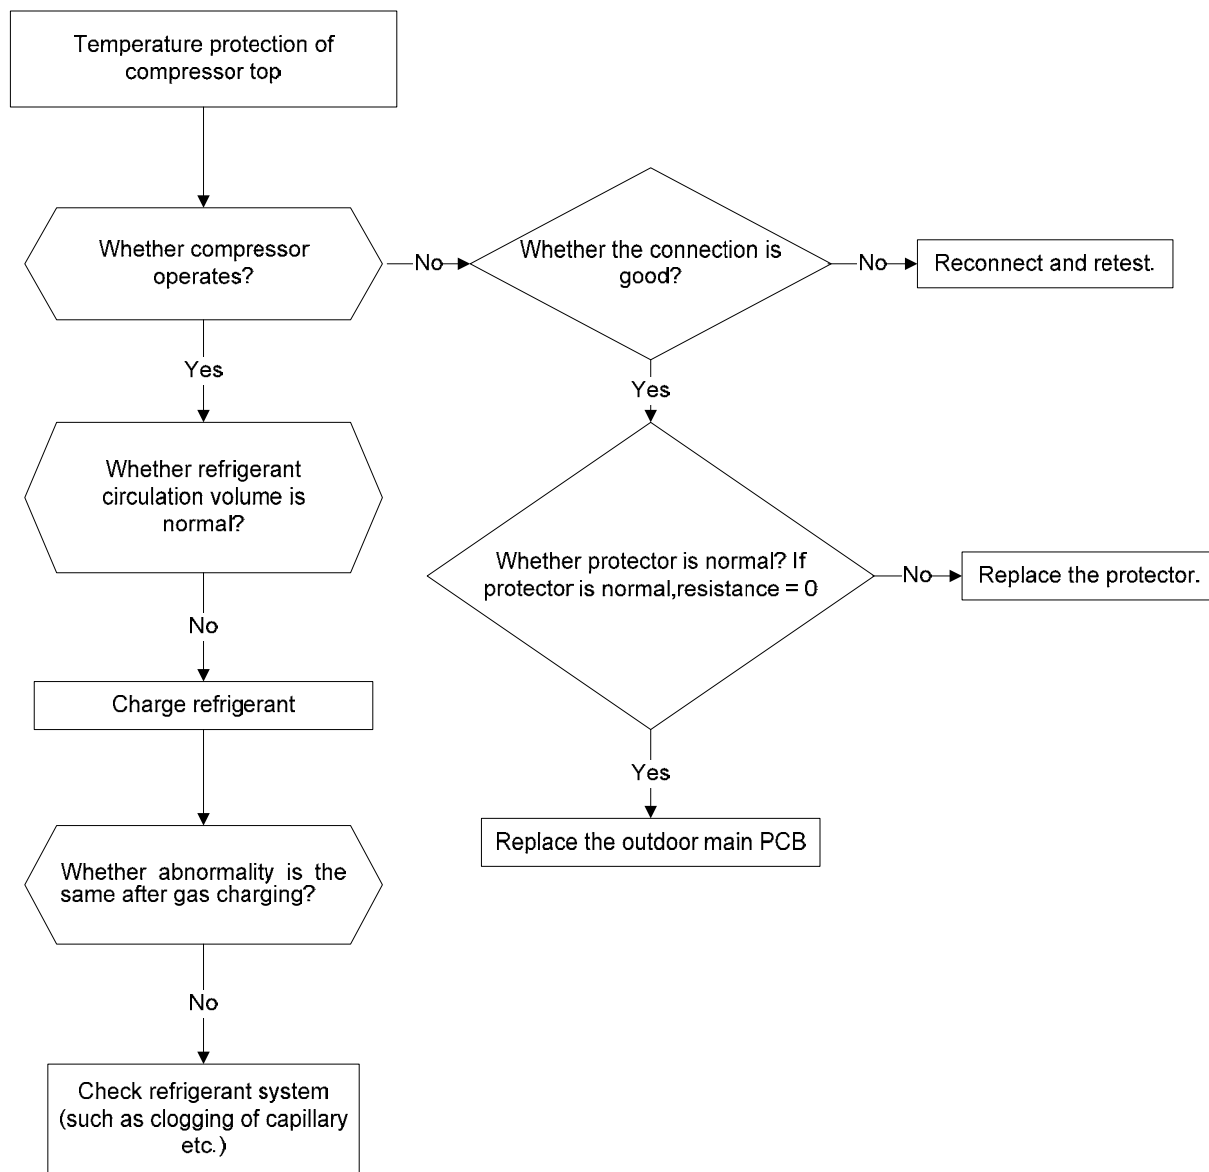 Temperature protection of
compressor top
Whether compressor
operates?
No
Whether the connection is
good?
No
Reconnect and retest.
Yes
Yes
Whether refrigerant
circulation volume is
normal?
Whether protector is normal? If
protector is normal,resistance = 0
No
Replace the protector.
No
Charge refrigerant
Yes
Replace the outdoor main PCB
Whether abnormality is the
same after gas charging?
No
Check refrigerant system
(such as clogging of capillary
etc.)